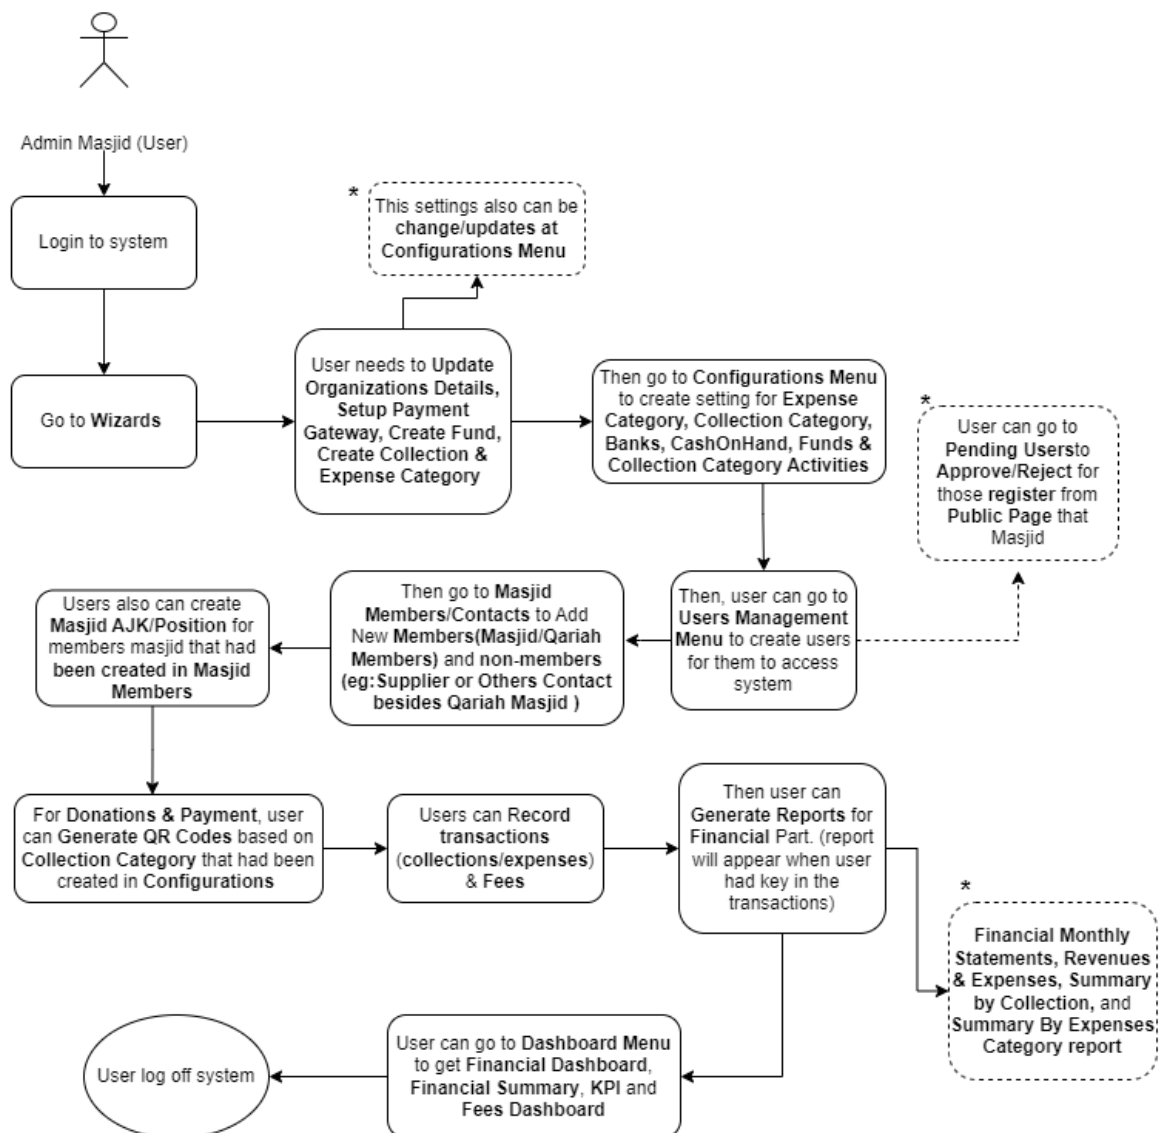 Admin Masjid (User)
Login to system
Go to Wizards
*
This settings also can be
change/updates at
Configurations Menu
User needs to Update
Organizations Details,
Setup Payment
Gateway, Create Fund,
Create Collection &
Expense Category
Then go to Configurations Menu
to create setting for Expense
Category, Collection Category,
Banks, CashOnHand, Funds &
Collection Category Activities
*
User can go to
Pending Usersto
Approve/Reject for
those register from
Public Page that
Masjid
Then, user can go to
Users Management
Menu to create users
for them to access
system
Then go to Masjid
Members/Contacts to Add
New Members(Masjid/Qariah
Members) and non-members
(eg:Supplier or Others Contact
besides Qariah Masjid )
Users also can create
Masjid AJK/Position for
members masjid that had
been created in Masjid
Members
For Donations & Payment, user
can Generate QR Codes based on
Collection Category that had been
created in Configurations
Users can Record
transactions
(collections/expenses)
& Fees
Then user can
Generate Reports for
Financial Part. (report
will appear when user
had key in the
transactions)
*
Financial Monthly
Statements, Revenues
& Expenses, Summary
by Collection, and
Summary By Expenses
Category report
User can go to Dashboard Menu
to get Financial Dashboard,
Financial Summary, KPI and
Fees Dashboard
User log off system